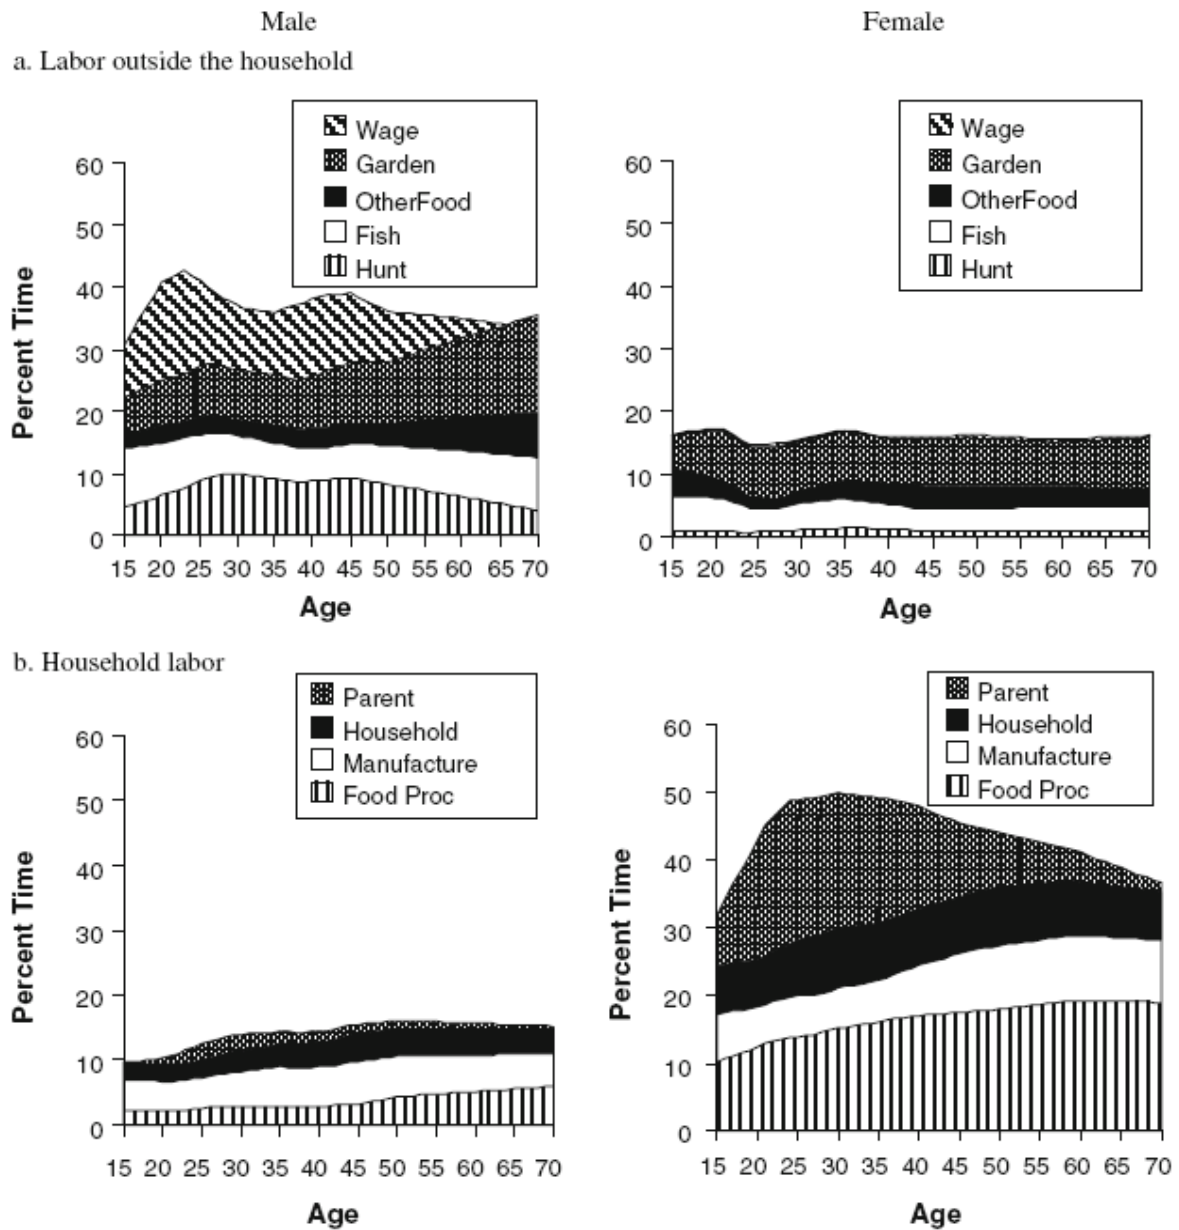 Male
Female
a. Labor outside the household
Wage
Garden
OtherFood
Fish
Hunt
60
50
40
30
20
10
0
Percent Time
15 20 25 30 35 40 45 50 55 60 65 70
Age
Wage
Garden
OtherFood
Fish
Hunt
60
50
40
30
20
10
0
Percent Time
15 20 25 30 35 40 45 50 55 60 65 70
Age
b. Household labor
Parent
Household
Manufacture
Food Proc
60
50
40
30
20
10
0
Percent Time
15 20 25 30 35 40 45 50 55 60 65 70
Age
Parent
Household
Manufacture
Food Proc
60
50
40
30
20
10
0
Percent Time
15 20 25 30 35 40 45 50 55 60 65 70
Age